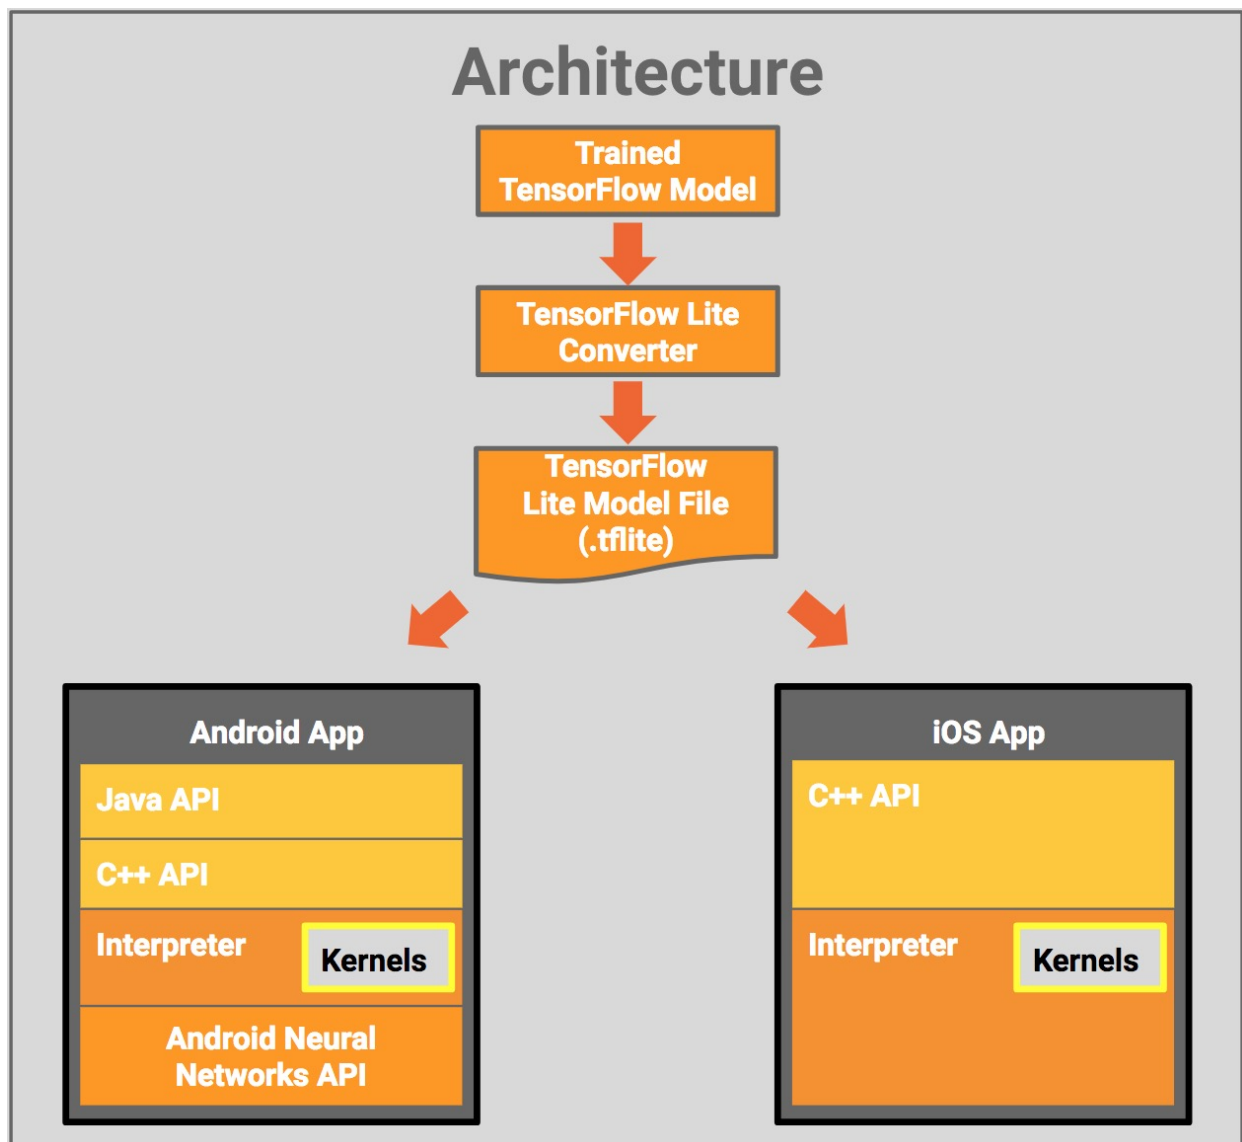 Architecture
Trained
TensorFlow Model
TensorFlow Lite
Converter
TensorFlow
Lite Model File
(.tflite)
Android App
Java API
C++ API
Interpreter
Kernels
Android Neural
Networks API
iOS App
C++ API
Interpreter
Kernels